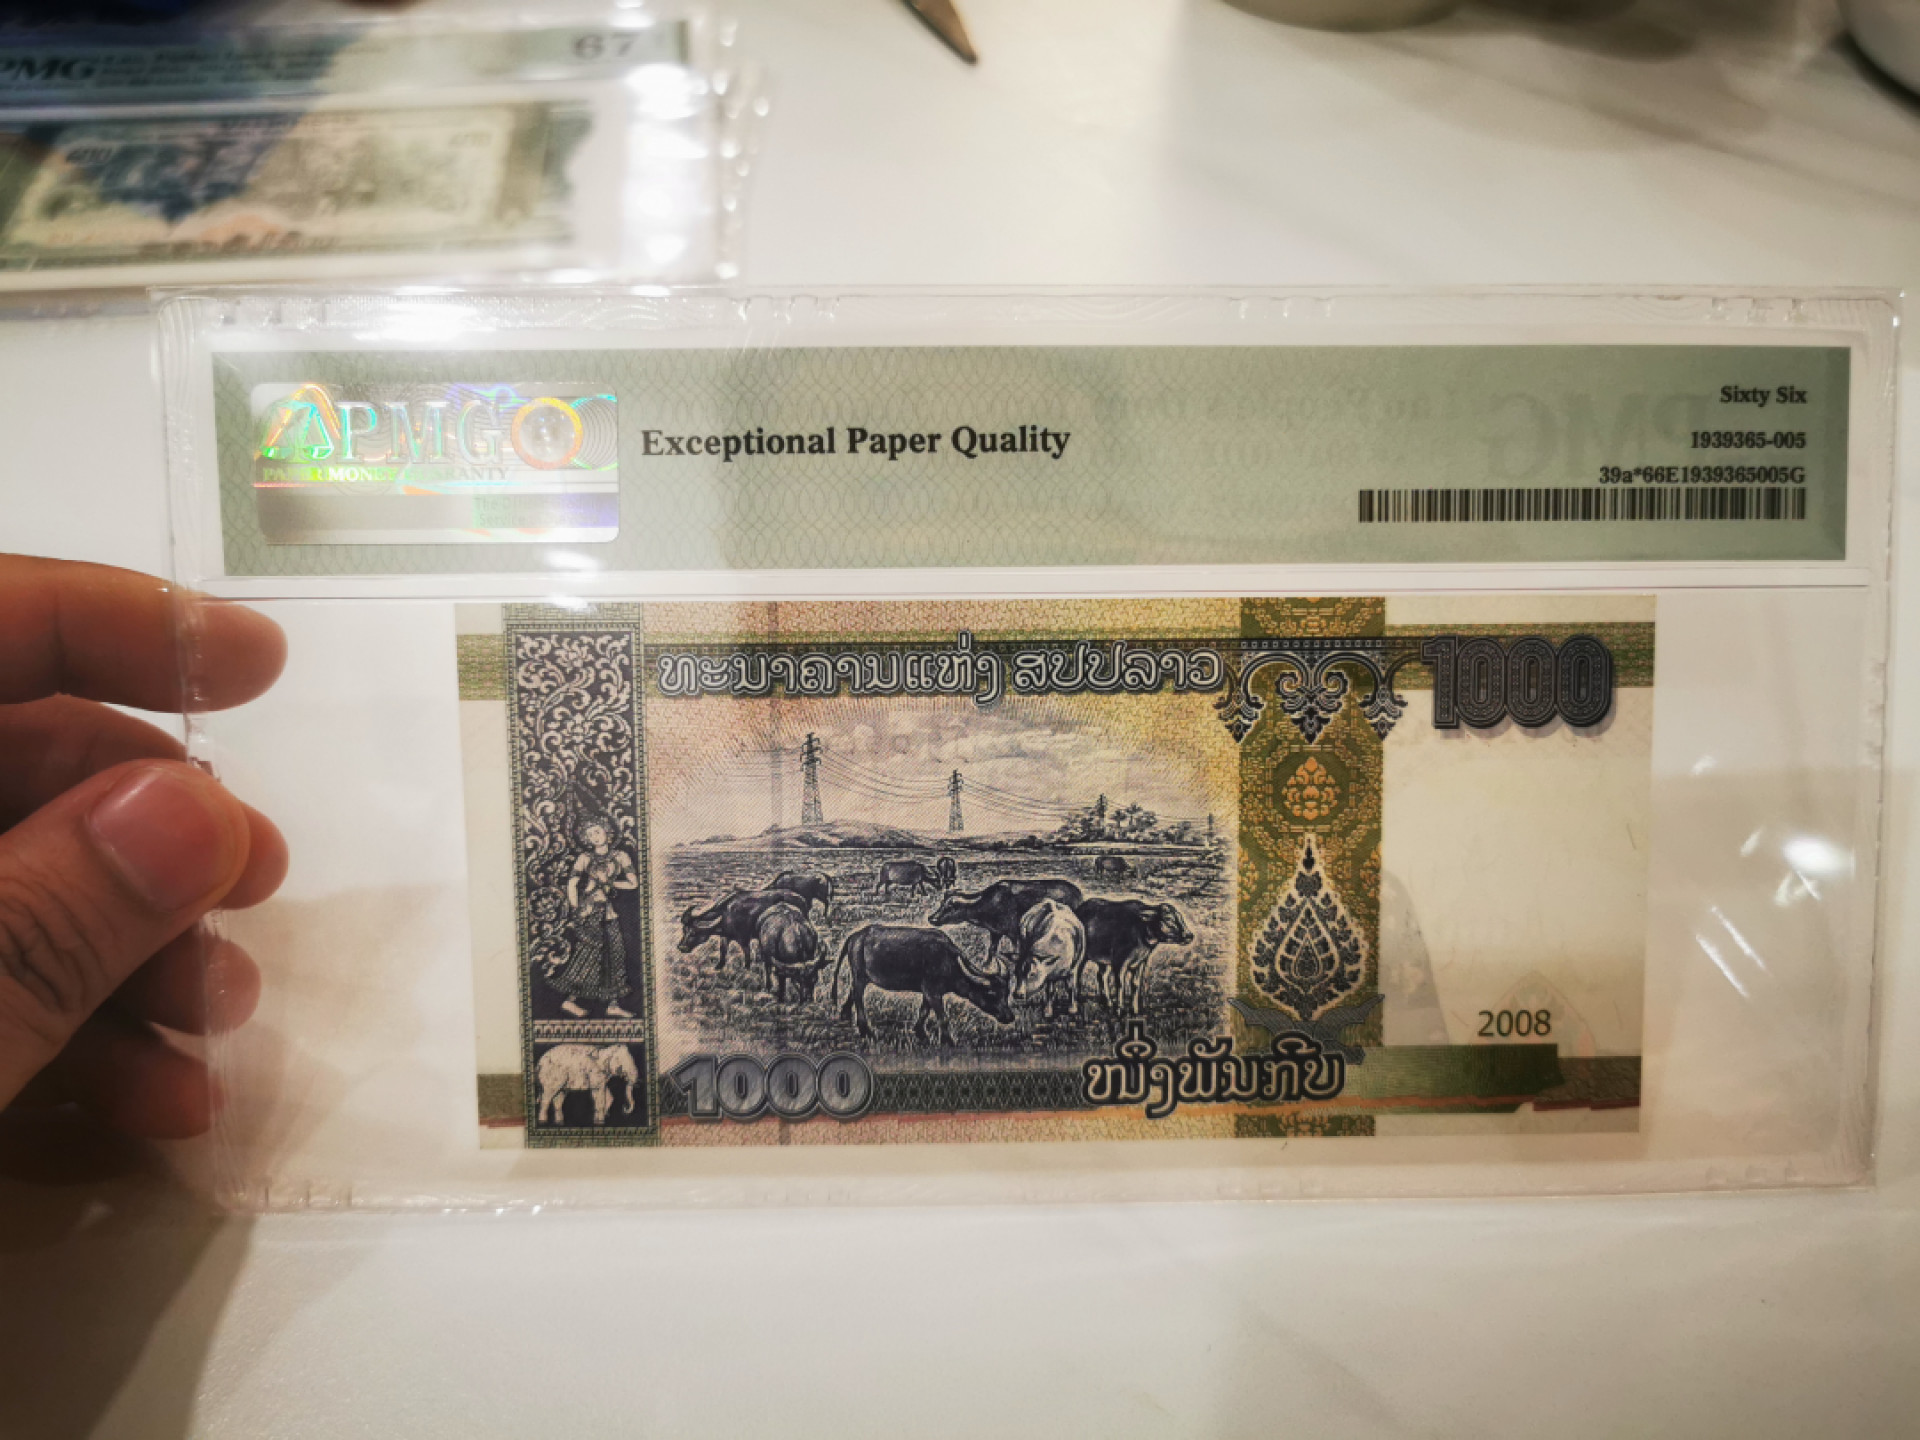 PMG
67
PMG
PAPER MONEY GUARANTY
Exceptional Paper Quality
Sixty Six
1939365-005
39a*66E1939365005G
ທະນາຄານແຫ່ງ ສປປລາວ
1000
2008
1000
ໜຶ່ງພັນກີບ